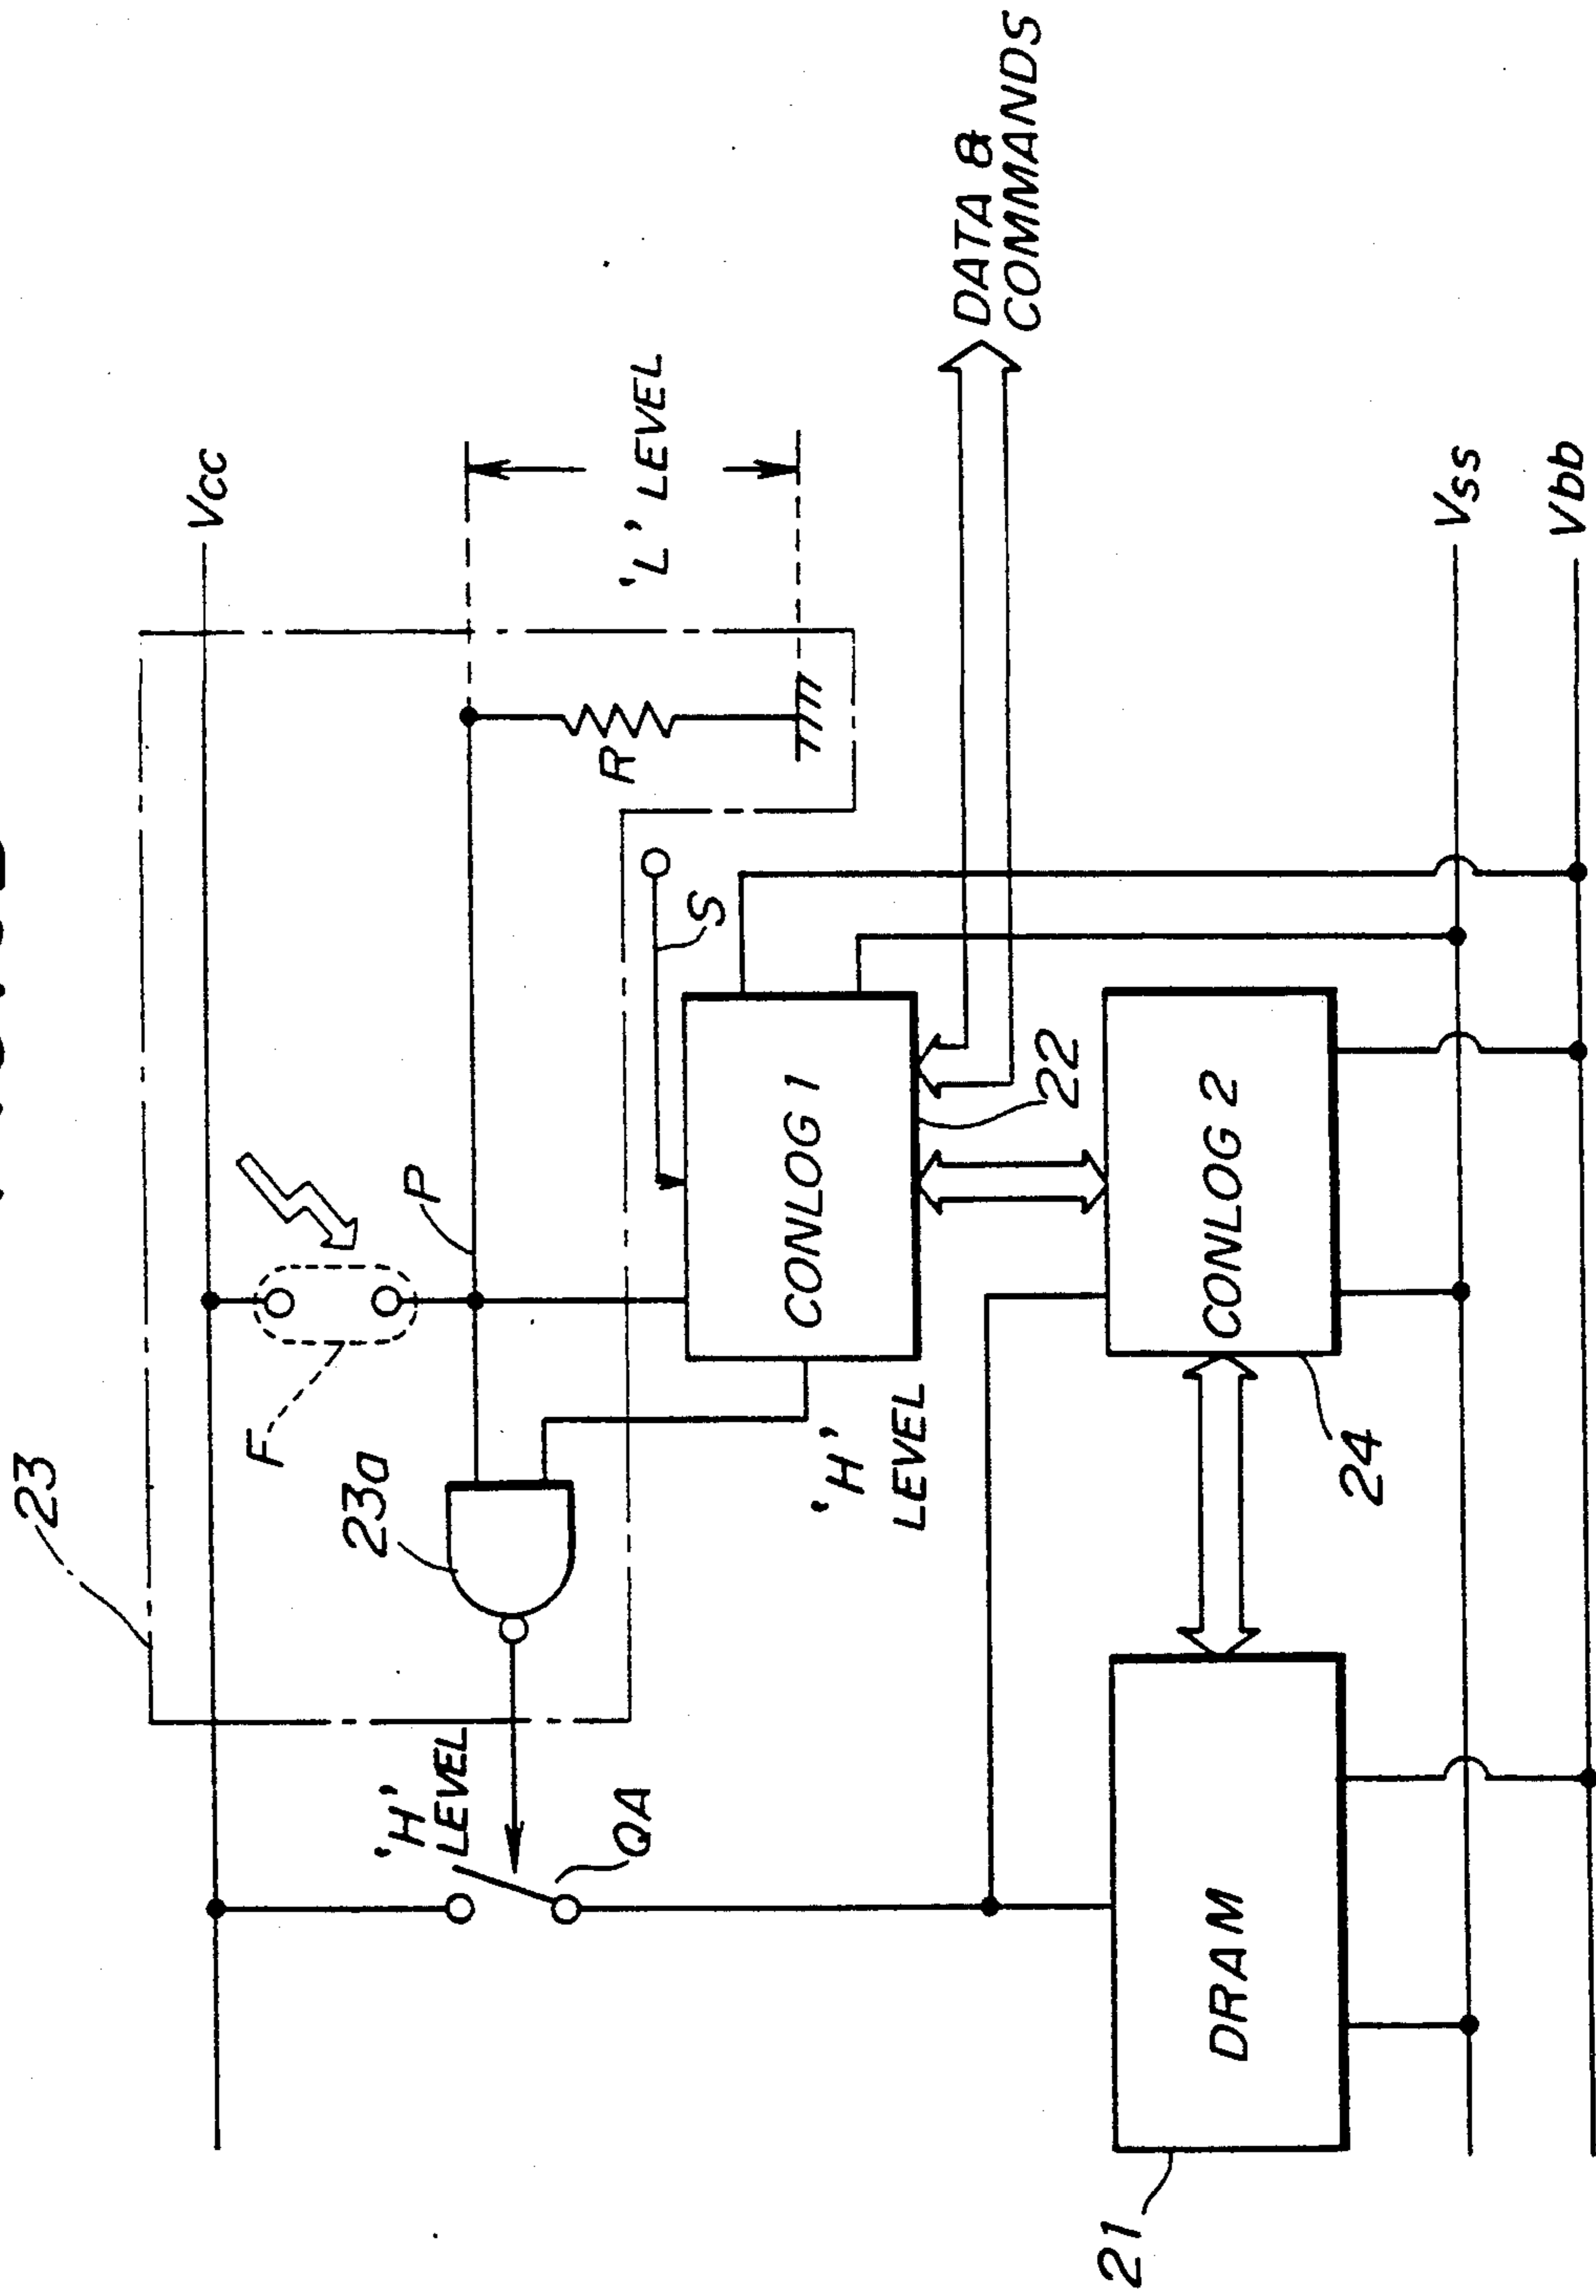 23
Vcc
F
P
23a
'H'
LEVEL
'L' LEVEL
R
S
QA
CONLOG 1
22
'H'
LEVEL
DATA &
COMMANDS
CONLOG 2
24
DRAM
21
Vss
Vbb